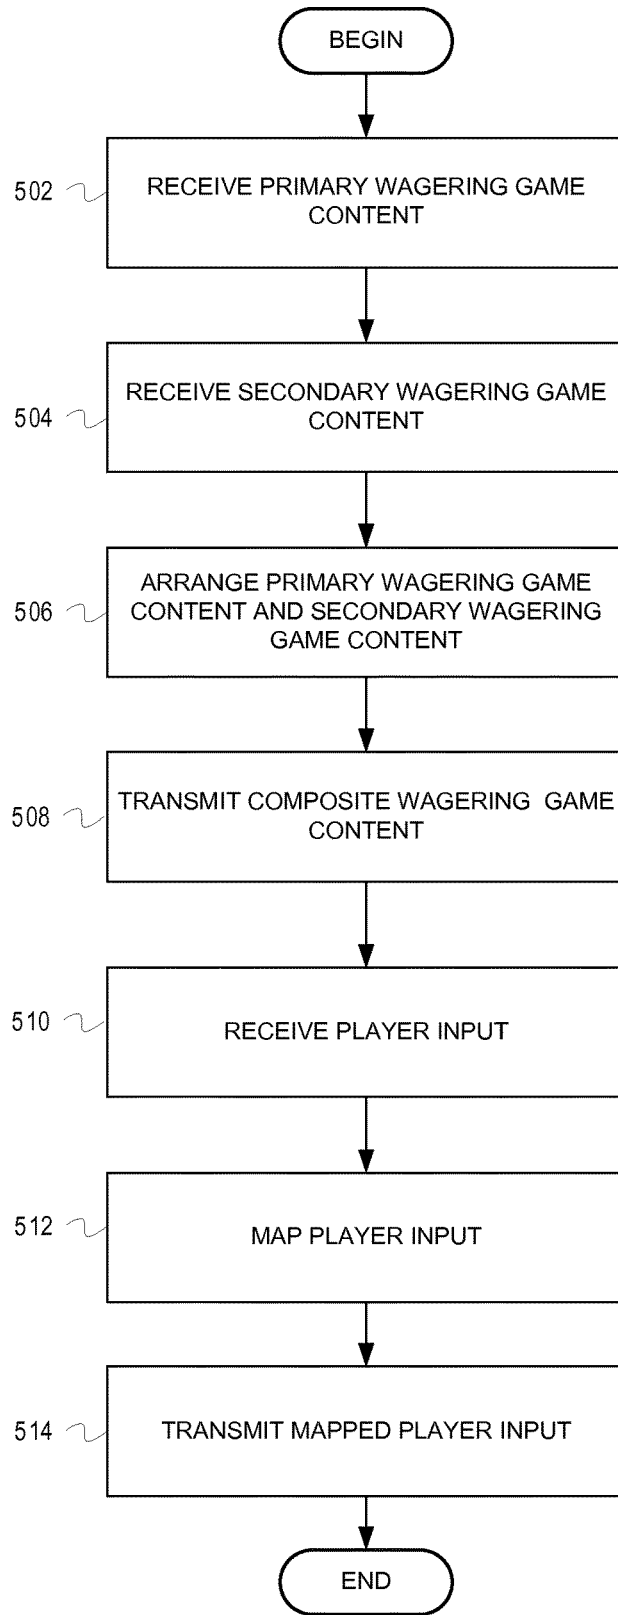 BEGIN
502
RECEIVE PRIMARY WAGERING GAME
CONTENT
504
RECEIVE SECONDARY WAGERING GAME
CONTENT
506
ARRANGE PRIMARY WAGERING GAME
CONTENT AND SECONDARY WAGERING
GAME CONTENT
508
TRANSMIT COMPOSITE WAGERING GAME
CONTENT
510
RECEIVE PLAYER INPUT
512
MAP PLAYER INPUT
514
TRANSMIT MAPPED PLAYER INPUT
END